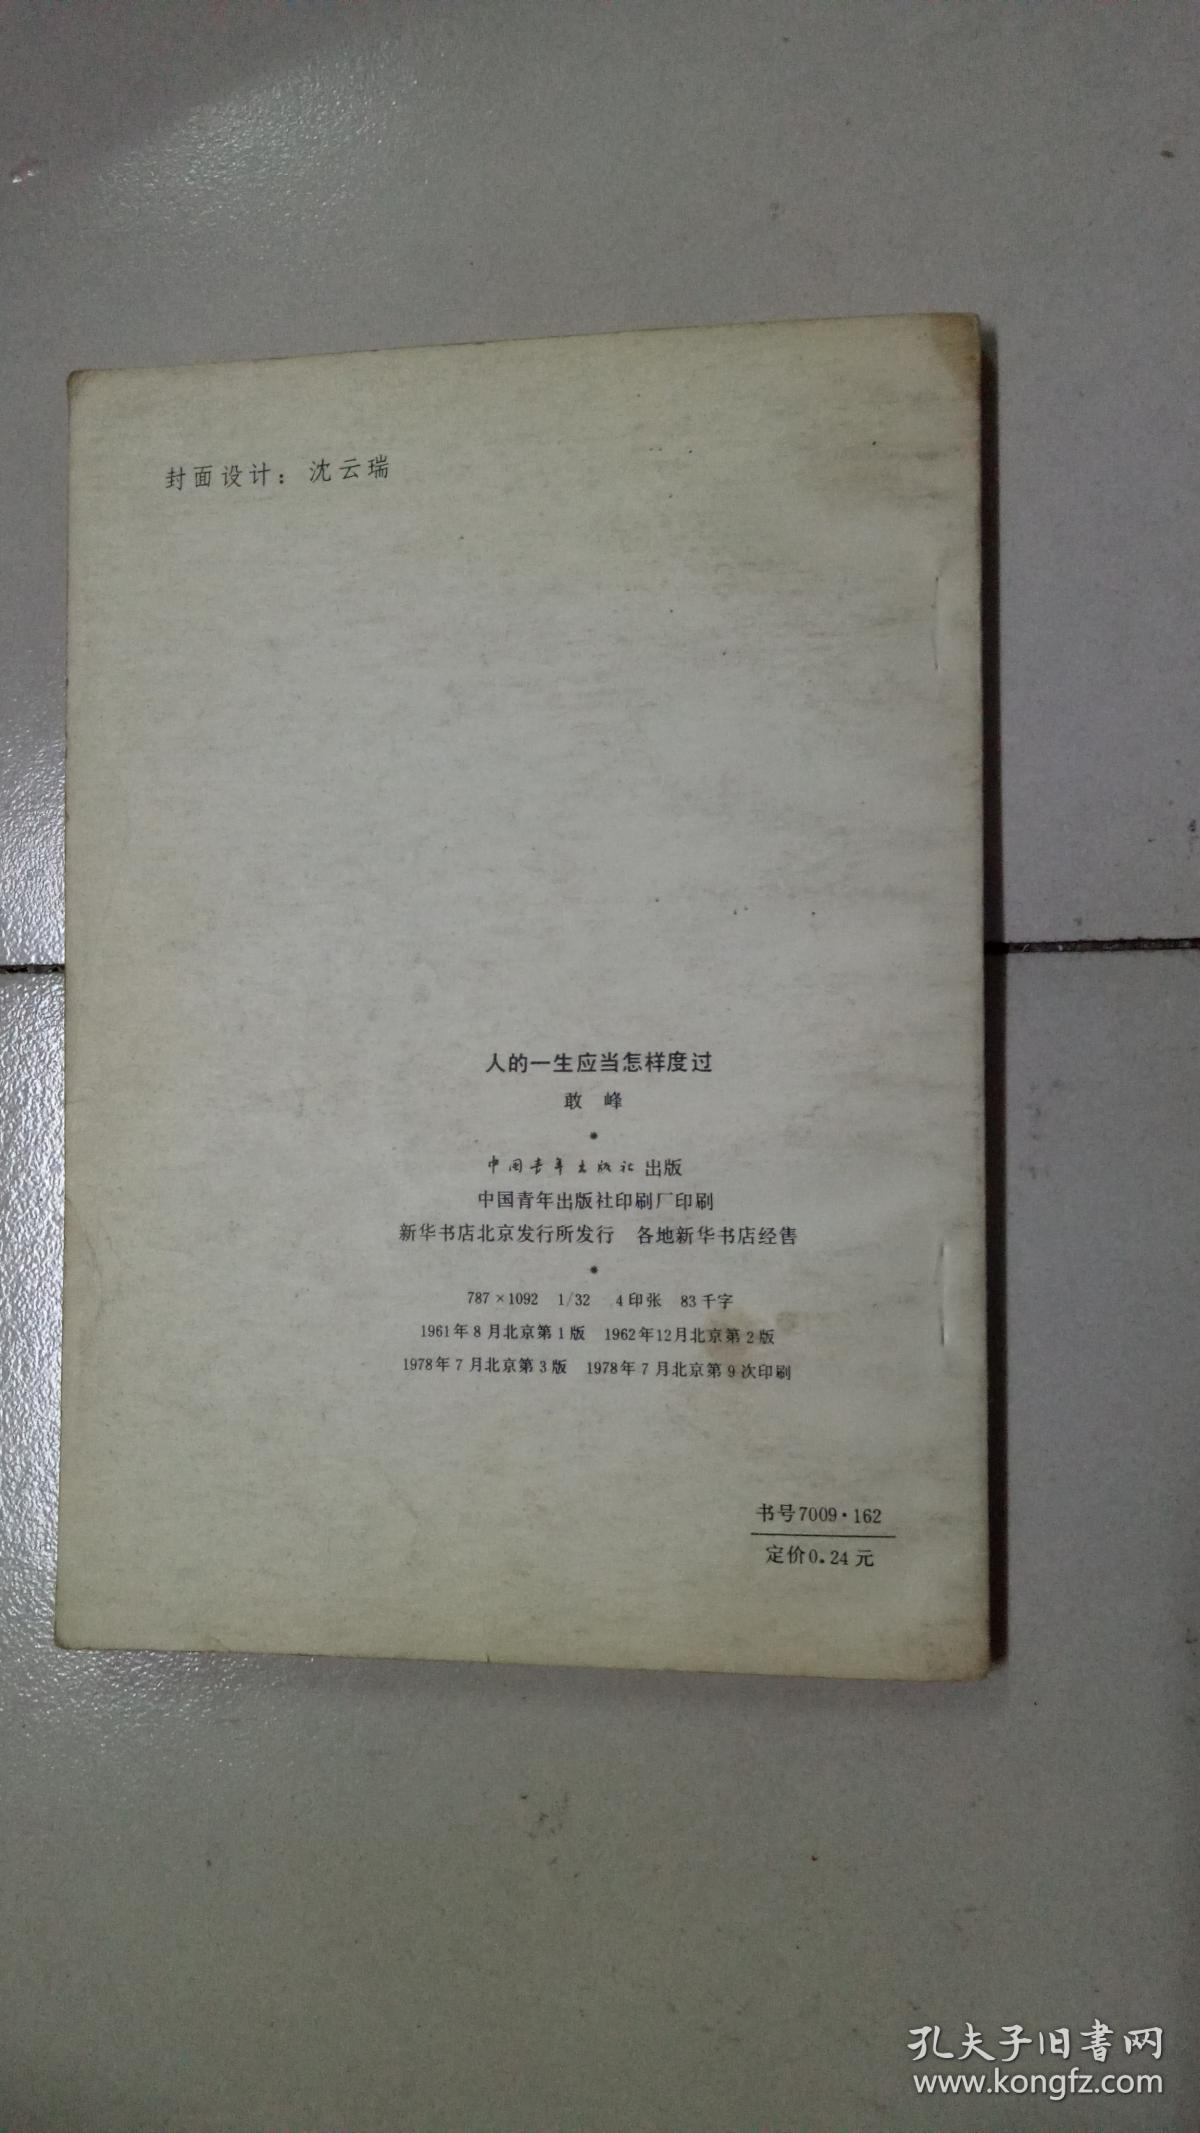 封面设计：沈云瑞
人的一生应当怎样度过
敢 峰
中国青年出版社 出版
中国青年出版社印刷厂印刷
新华书店北京发行所发行 各地新华书店经售
787×1092 1/32 4印张 83千字
1961年8月北京第1版 1962年12月北京第2版
1978年7月北京第3版 1978年7月北京第9次印刷
书号7009·162
定价0.24元
孔夫子旧书网
www.kongfz.com